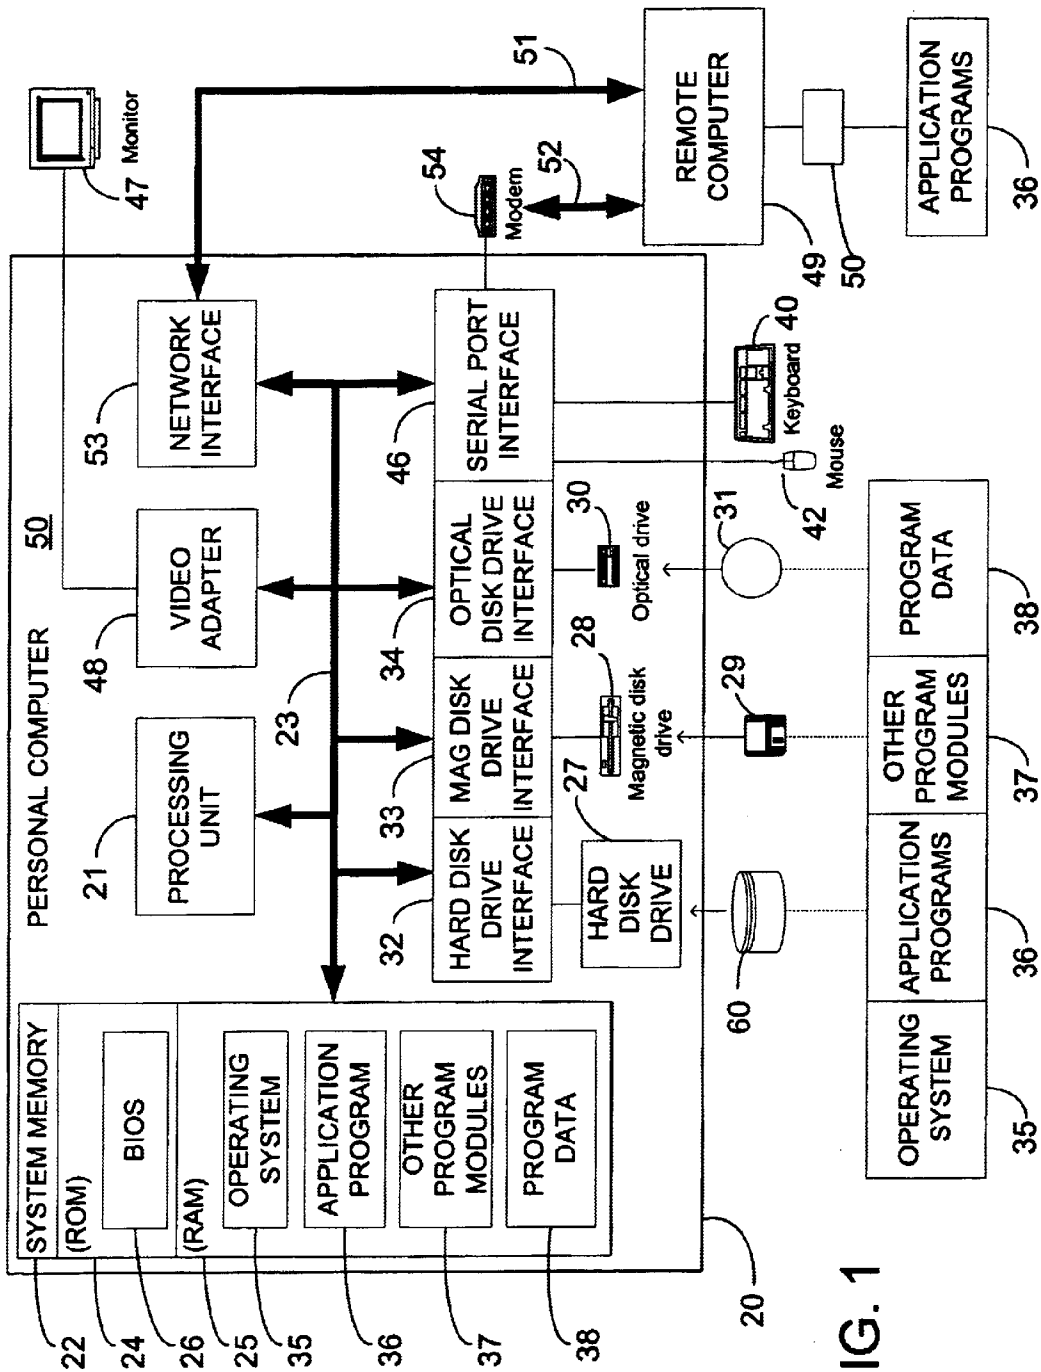 PERSONAL COMPUTER
50
47
Monitor
22
SYSTEM MEMORY
24
(ROM)
26
BIOS
25
(RAM)
35
OPERATING
SYSTEM
36
APPLICATION
PROGRAM
37
OTHER
PROGRAM
MODULES
38
PROGRAM
DATA
21
PROCESSING
UNIT
48
VIDEO
ADAPTER
53
NETWORK
INTERFACE
23
32
HARD DISK
DRIVE
INTERFACE
33
MAG DISK
DRIVE
INTERFACE
34
OPTICAL
DISK DRIVE
INTERFACE
46
SERIAL PORT
INTERFACE
54
Modem
52
51
HARD
DISK
DRIVE
27
28
Magnetic disk
drive
30
Optical drive
REMOTE
COMPUTER
49
50
APPLICATION
PROGRAMS
36
40
Keyboard
42
Mouse
60
29
31
OPERATING
SYSTEM
35
APPLICATION
PROGRAMS
36
OTHER
PROGRAM
MODULES
37
PROGRAM
DATA
38
20
IG. 1